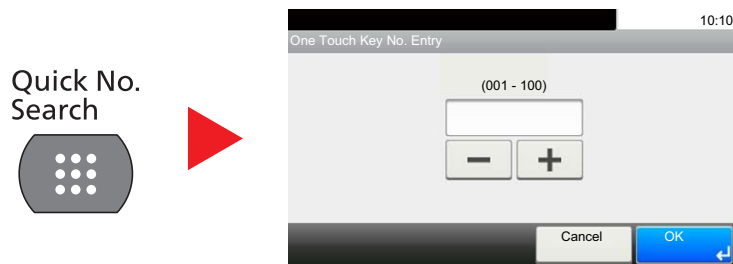 Quick No.
Search
10:10
One Touch Key No. Entry
(001 - 100)
Cancel
OK